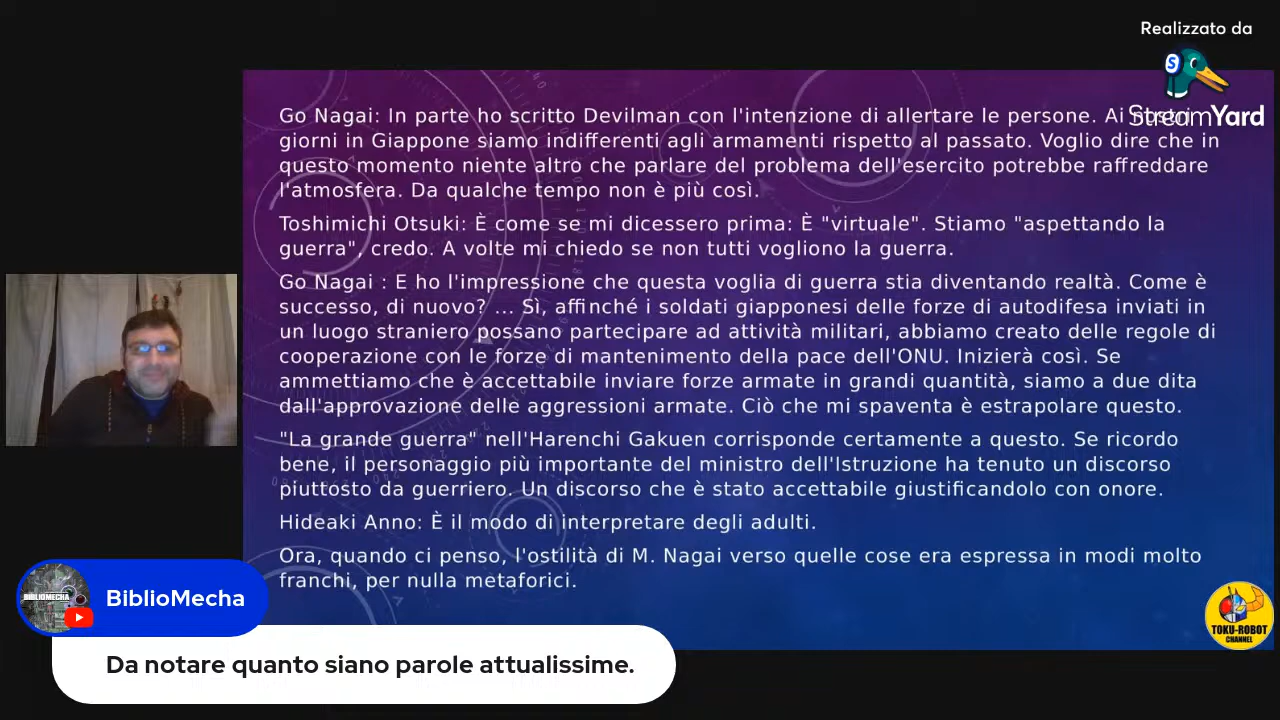 Realizzato da
StreamYard
Go Nagai: In parte ho scritto Devilman con l'intenzione di allertare le persone. Ai nostri
giorni in Giappone siamo indifferenti agli armamenti rispetto al passato. Voglio dire che in
questo momento niente altro che parlare del problema dell'esercito potrebbe raffreddare
l'atmosfera. Da qualche tempo non è più così.
Toshimichi Otsuki: È come se mi dicessero prima: È "virtuale". Stiamo "aspettando la
guerra", credo. A volte mi chiedo se non tutti vogliono la guerra.
Go Nagai : E ho l'impressione che questa voglia di guerra stia diventando realtà. Come è
successo, di nuovo? ... Sì, affinché i soldati giapponesi delle forze di autodifesa inviati in
un luogo straniero possano partecipare ad attività militari, abbiamo creato delle regole di
cooperazione con le forze di mantenimento della pace dell'ONU. Inizierà così. Se
ammettiamo che è accettabile inviare forze armate in grandi quantità, siamo a due dita
dall'approvazione delle aggressioni armate. Ciò che mi spaventa è estrapolare questo.
"La grande guerra" nell'Harenchi Gakuen corrisponde certamente a questo. Se ricordo
bene, il personaggio più importante del ministro dell'Istruzione ha tenuto un discorso
piuttosto da guerriero. Un discorso che è stato accettabile giustificandolo con onore.
Hideaki Anno: È il modo di interpretare degli adulti.
Ora, quando ci penso, l'ostilità di M. Nagai verso quelle cose era espressa in modi molto
franchi, per nulla metaforici.
BIBLIOMECHA
BiblioMecha
Da notare quanto siano parole attualissime.
TOKU-ROBOT
CHANNEL